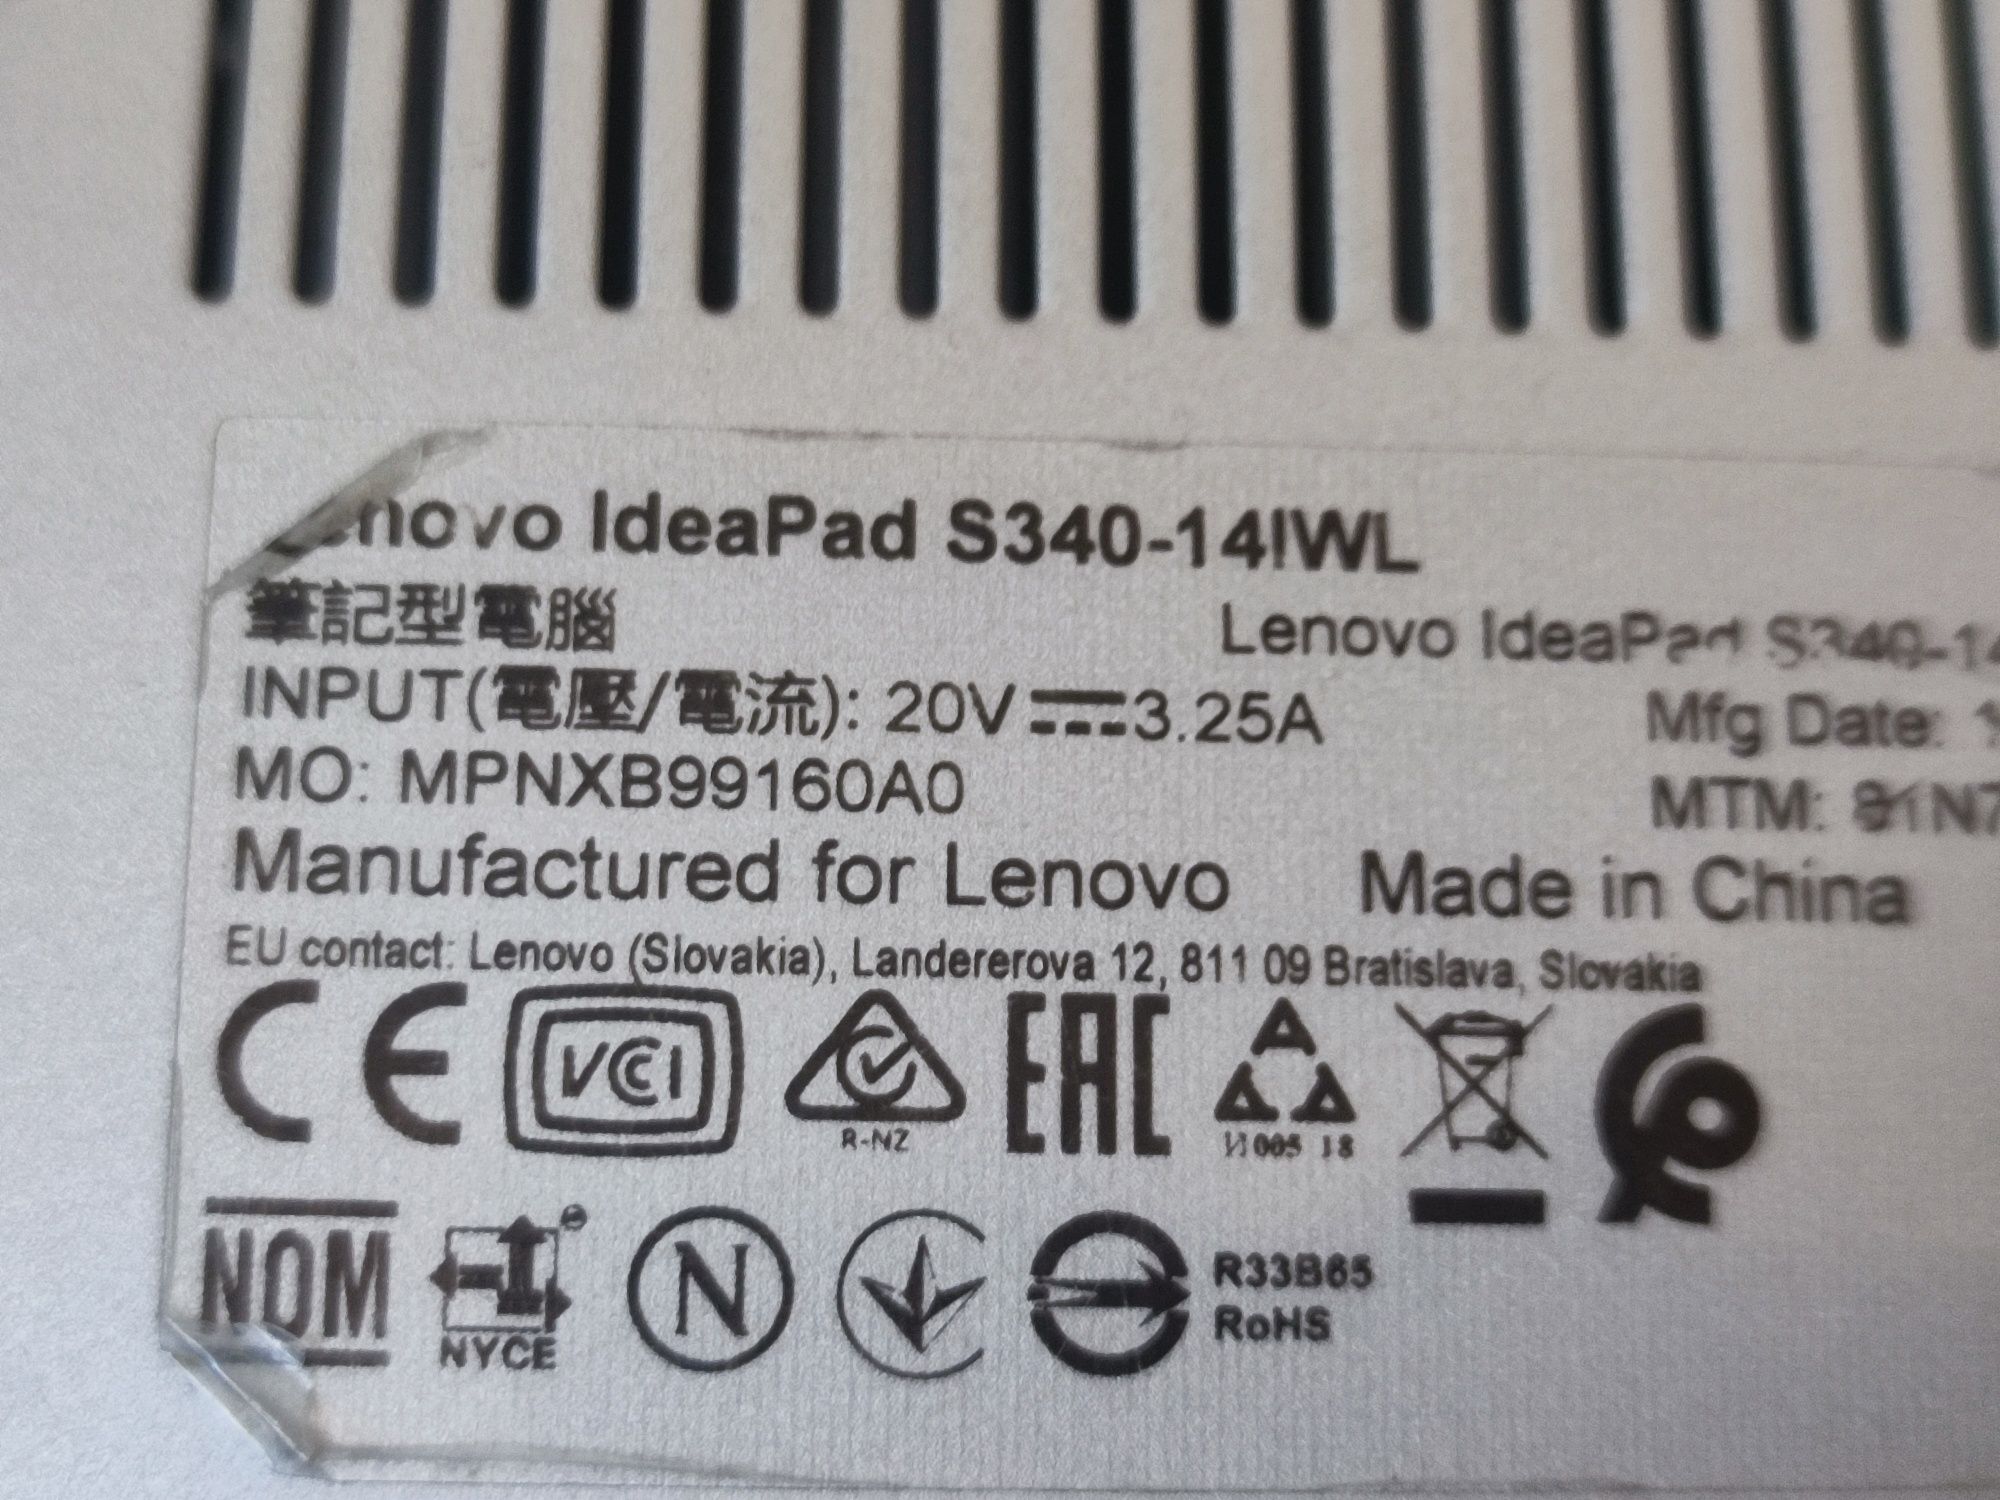 Lenovo IdeaPad S340-14IWL
筆記型電腦
Lenovo IdeaPad S340-14
INPUT(電壓/電流): 20V 3.25A
Mfg Date:
MO: MPNXB99160A0
MTM: 81N7
Manufactured for Lenovo Made in China
EU contact: Lenovo (Slovakia), Landererova 12, 811 09 Bratislava, Slovakia
CE VCCI EAC
R-NZ
NOM
NYCE
N
R33B65
RoHS